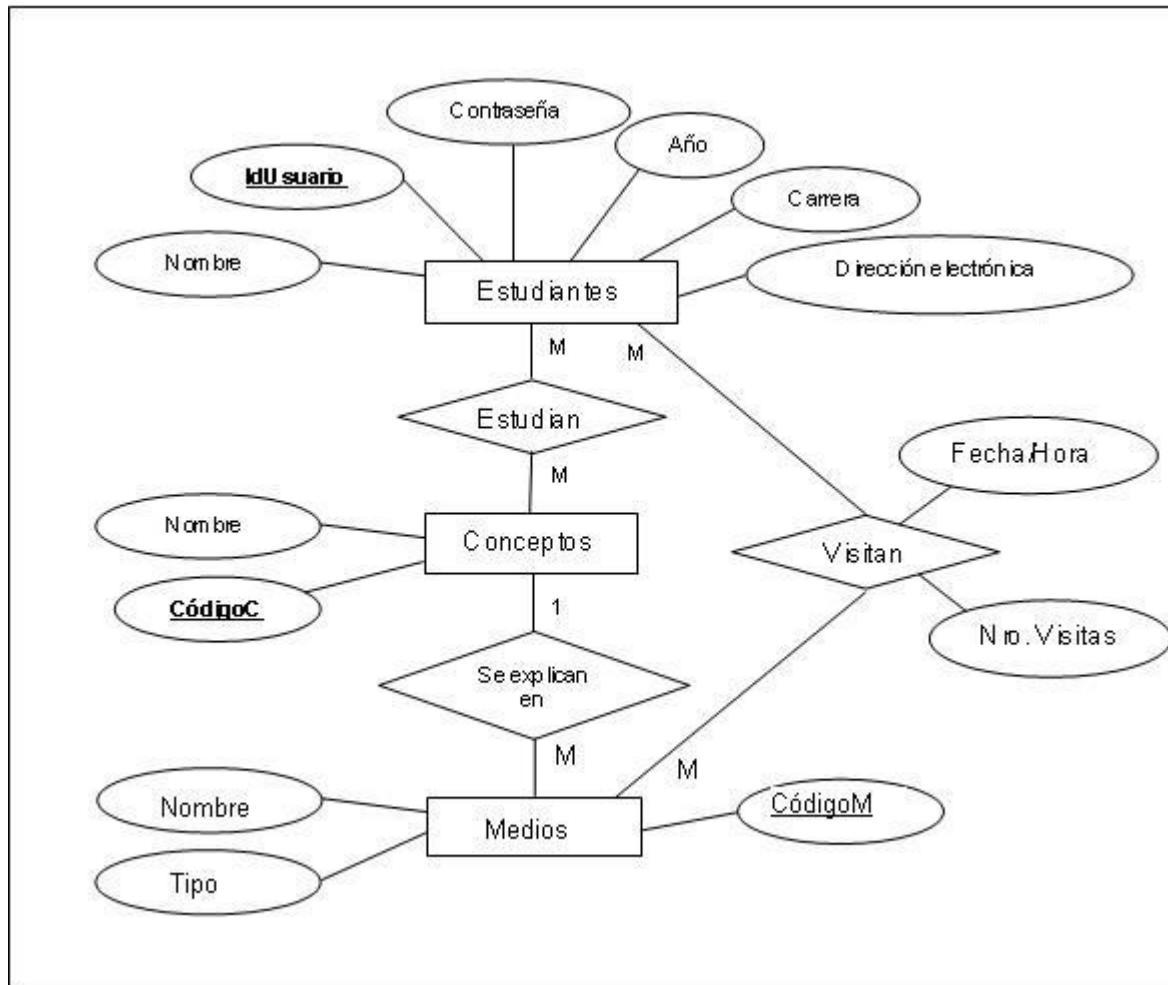 Contraseña
Año
IdUsuario
Carrera
Nombre
Dirección electrónica
Estudiantes
M
M
Estudian
Fecha/Hora
M
Nombre
Conceptos
Visitan
CódigoC
1
Nro. Visitas
Se explican
en
M
M
Nombre
CódigoM
Medios
Tipo